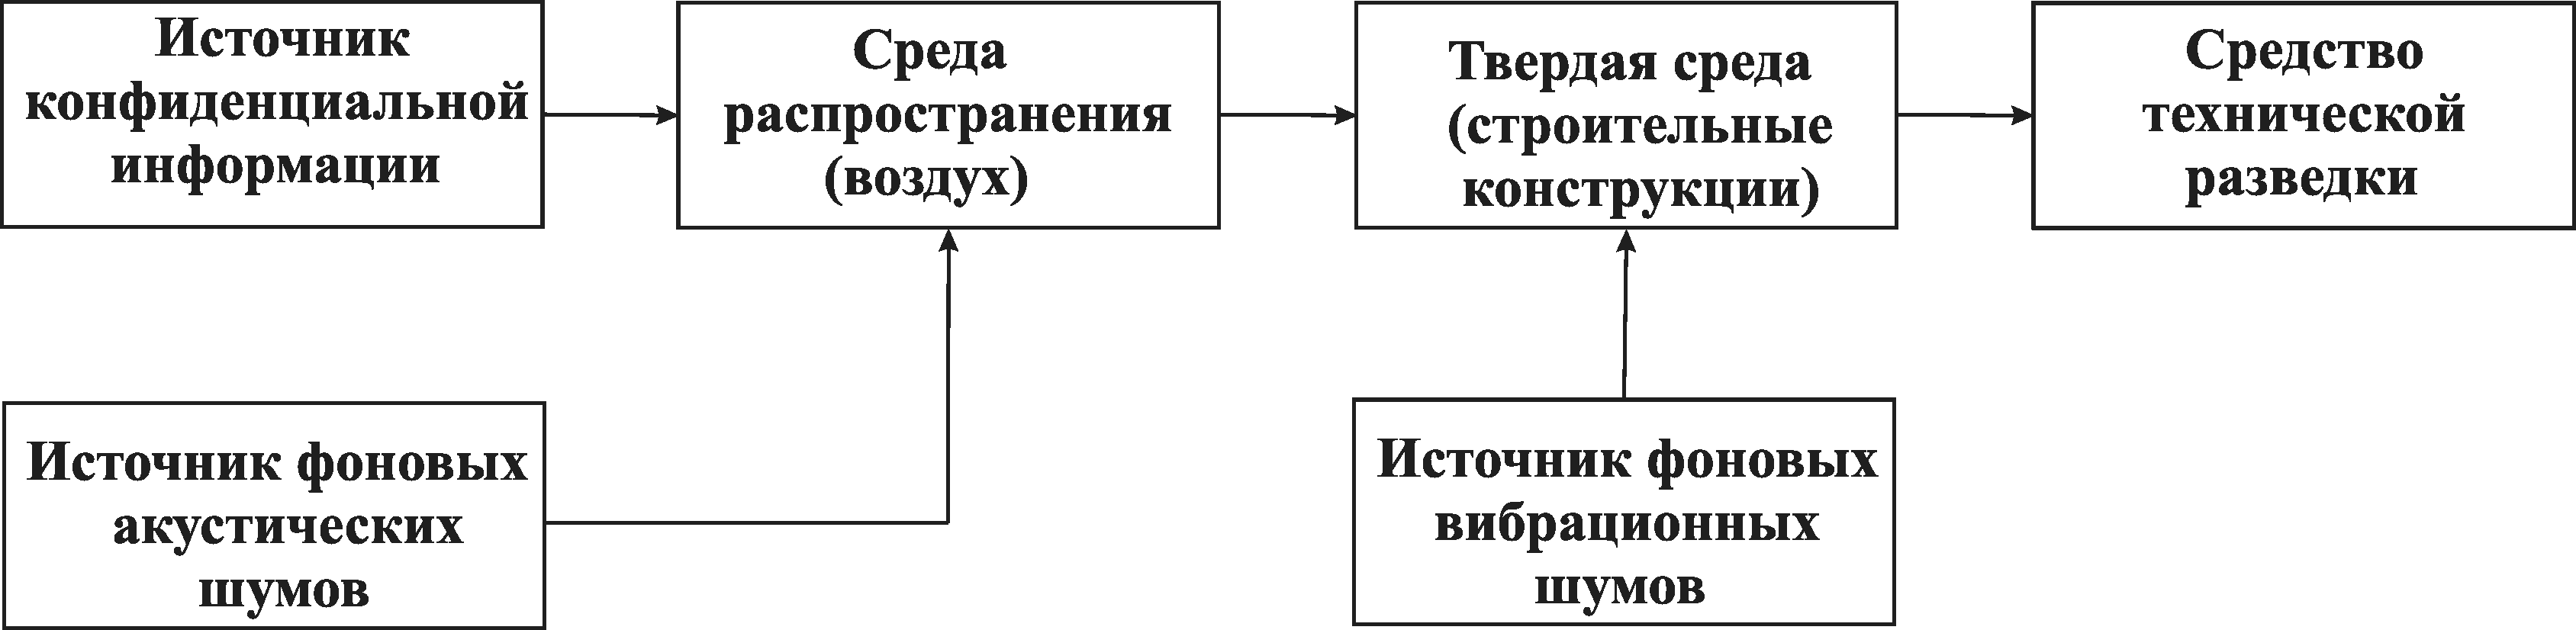 Источник
конфиденциальной
информации
Среда
распространения
(воздух)
Твердая среда
(строительные
конструкции)
Средство
технической
разведки
Источник фоновых
акустических
шумов
Источник фоновых
вибрационных
шумов